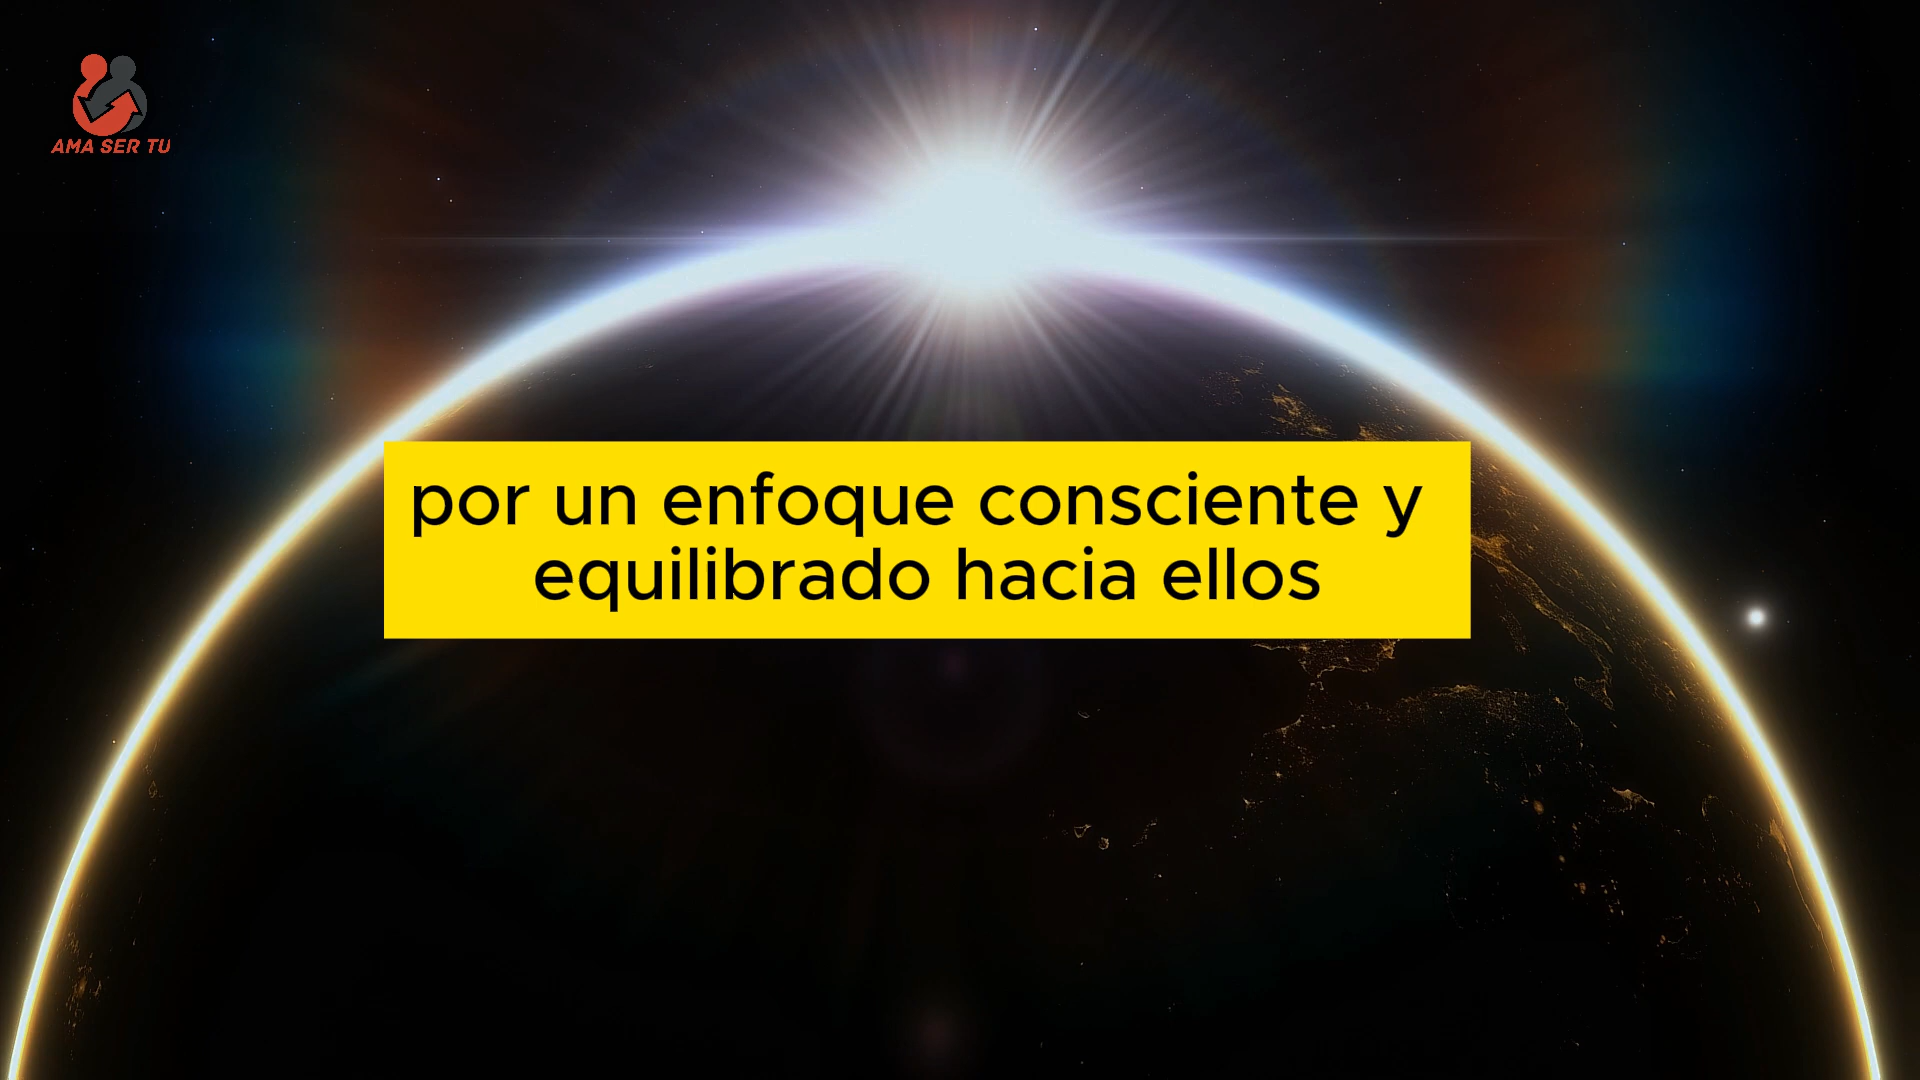 AMA SER TU
por un enfoque consciente y
equilibrado hacia ellos